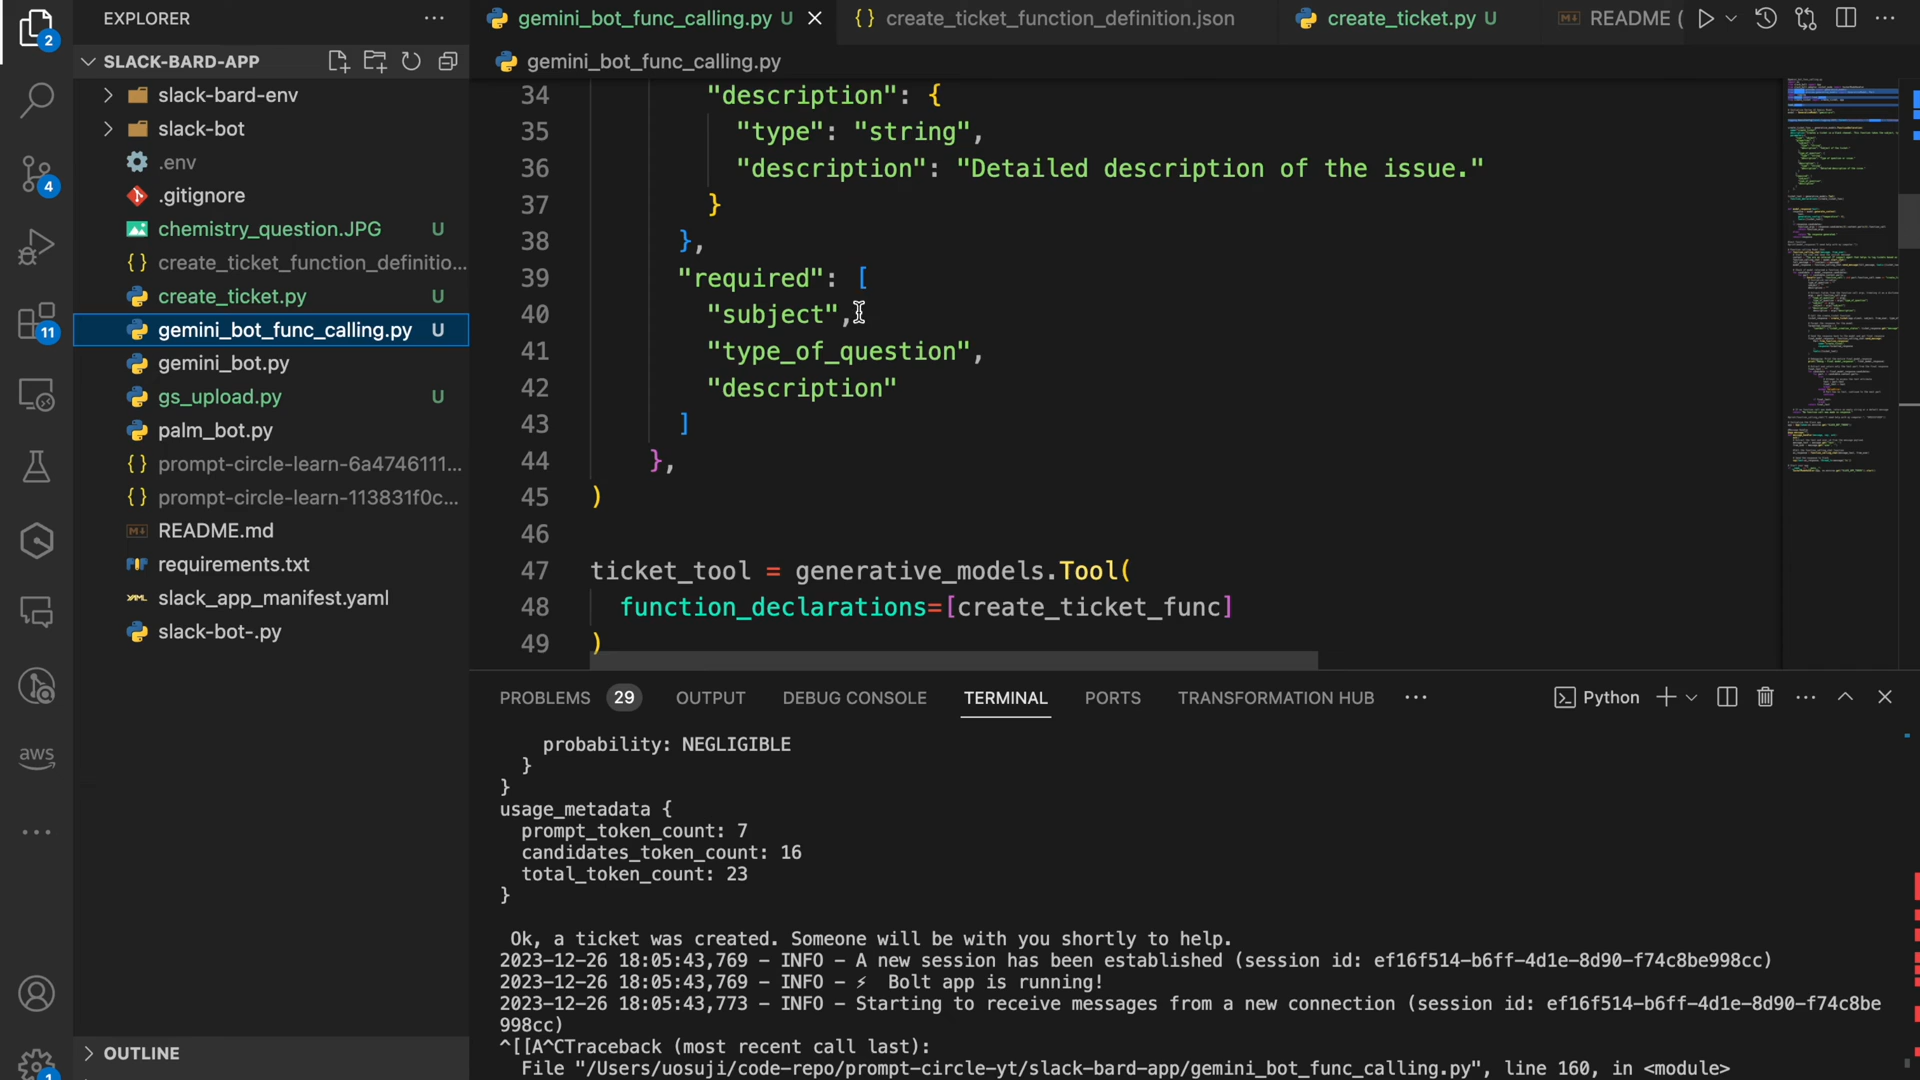 EXPLORER
SLACK-BARD-APP
slack-bard-env
slack-bot
.env
.gitignore
chemistry_question.JPG U
create_ticket_function_definitio...
create_ticket.py U
gemini_bot_func_calling.py U
gemini_bot.py
gs_upload.py U
palm_bot.py
prompt-circle-learn-6a4746111...
prompt-circle-learn-113831f0c...
README.md
requirements.txt
slack_app_manifest.yaml
slack-bot-.py
OUTLINE
2
4
11
aws
1
gemini_bot_func_calling.py U
create_ticket_function_definition.json
create_ticket.py U
README (
gemini_bot_func_calling.py
34 "description": {
35 "type": "string",
36 "description": "Detailed description of the issue."
37 }
38 },
39 "required": [
40 "subject",
41 "type_of_question",
42 "description"
43 ]
44 },
45 )
46
47 ticket_tool = generative_models.Tool(
48 function_declarations=[create_ticket_func]
49 )
PROBLEMS 29 OUTPUT DEBUG CONSOLE TERMINAL PORTS TRANSFORMATION HUB ... Python
probability: NEGLIGIBLE
}
}
usage_metadata {
prompt_token_count: 7
candidates_token_count: 16
total_token_count: 23
}
Ok, a ticket was created. Someone will be with you shortly to help.
2023-12-26 18:05:43,769 - INFO - A new session has been established (session id: ef16f514-b6ff-4d1e-8d90-f74c8be998cc)
2023-12-26 18:05:43,769 - INFO - ⚡ Bolt app is running!
2023-12-26 18:05:43,773 - INFO - Starting to receive messages from a new connection (session id: ef16f514-b6ff-4d1e-8d90-f74c8be
998cc)
^[[A^CTraceback (most recent call last):
File "/Users/uosuji/code-repo/prompt-circle-yt/slack-bard-app/gemini_bot_func_calling.py", line 160, in <module>